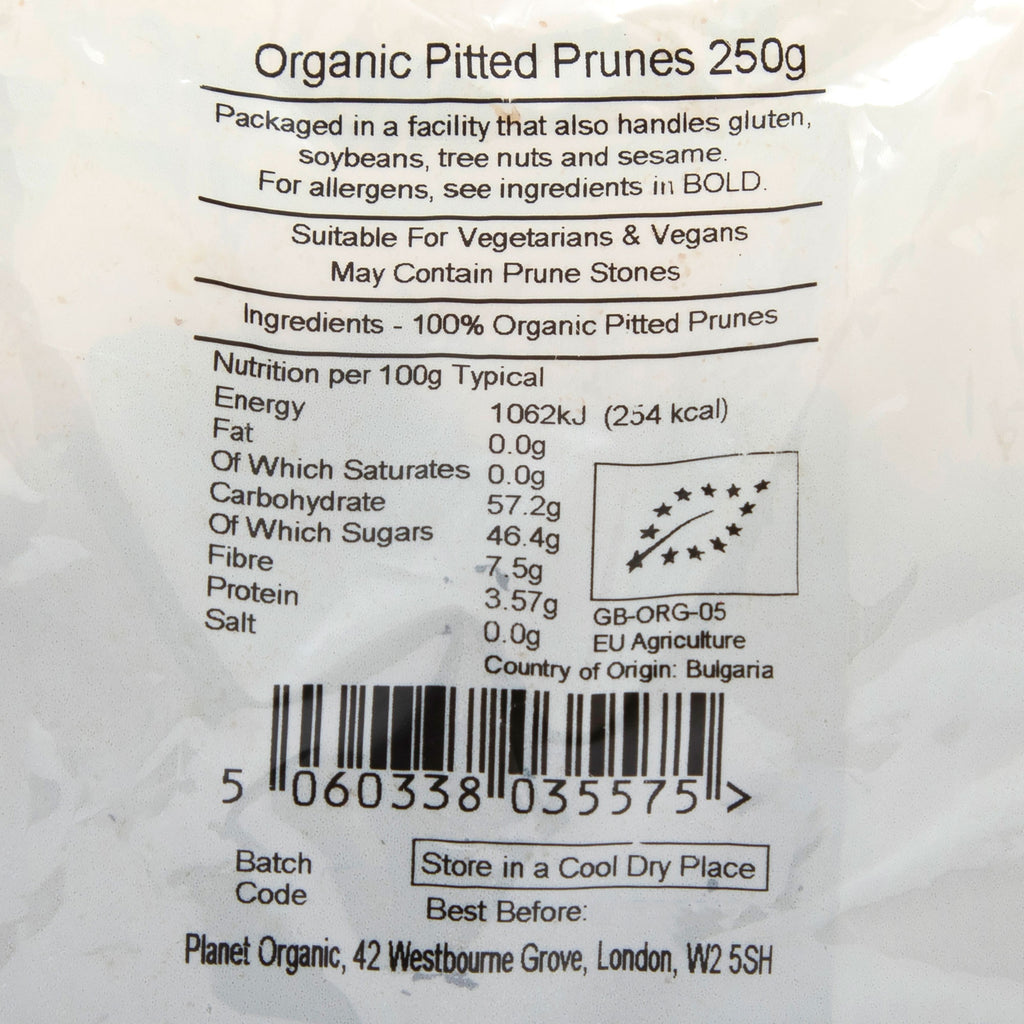 Organic Pitted Prunes 250g
Packaged in a facility that also handles gluten,
soybeans, tree nuts and sesame.
For allergens, see ingredients in BOLD.
Suitable For Vegetarians & Vegans
May Contain Prune Stones
Ingredients - 100% Organic Pitted Prunes
Nutrition per 100g Typical
Energy 1062kJ (254 kcal)
Fat 0.0g
Of Which Saturates 0.0g
Carbohydrate 57.2g
Of Which Sugars 46.4g
Fibre 7.5g
Protein 3.57g
Salt 0.0g
GB-ORG-05
EU Agriculture
Country of Origin: Bulgaria
5 060338 035575 >
Batch
Code
Store in a Cool Dry Place
Best Before:
Planet Organic, 42 Westbourne Grove, London, W2 5SH